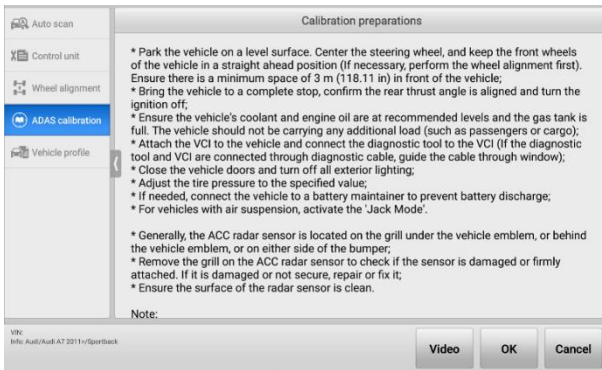 Auto scan
Control unit
Wheel alignment
ADAS calibration
Vehicle profile
Calibration preparations
* Park the vehicle on a level surface. Center the steering wheel, and keep the front wheels
of the vehicle in a straight ahead position (If necessary, perform the wheel alignment first).
Ensure there is a minimum space of 3 m (118.11 in) in front of the vehicle;
* Bring the vehicle to a complete stop, confirm the rear thrust angle is aligned and turn the
ignition off;
* Ensure the vehicle's coolant and engine oil are at recommended levels and the gas tank is
full. The vehicle should not be carrying any additional load (such as passengers or cargo);
* Attach the VCI to the vehicle and connect the diagnostic tool to the VCI (If the diagnostic
tool and VCI are connected through diagnostic cable, guide the cable through window);
* Close the vehicle doors and turn off all exterior lighting;
* Adjust the tire pressure to the specified value;
* If needed, connect the vehicle to a battery maintainer to prevent battery discharge;
* For vehicles with air suspension, activate the 'Jack Mode'.
* Generally, the ACC radar sensor is located on the grill under the vehicle emblem, or behind
the vehicle emblem, or on either side of the bumper;
* Remove the grill on the ACC radar sensor to check if the sensor is damaged or firmly
attached. If it is damaged or not secure, repair or fix it;
* Ensure the surface of the radar sensor is clean.
Note:
VIN:
Info: Audi/Audi A7 2011>/Sportback
Video
OK
Cancel